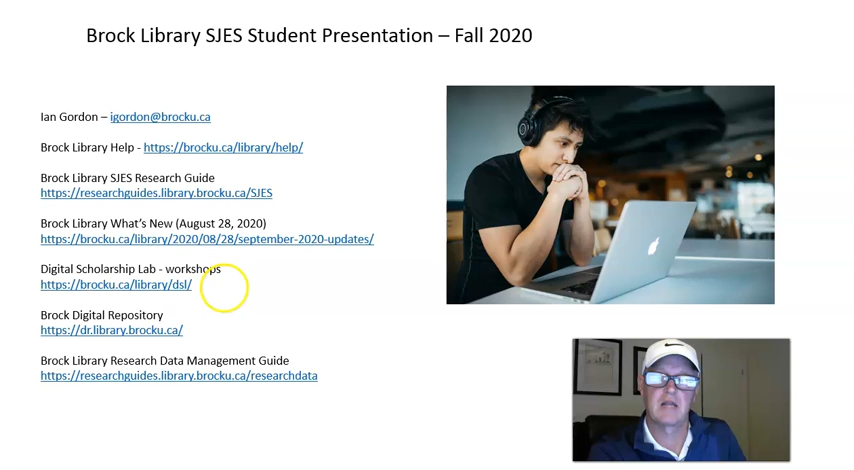 Brock Library SJES Student Presentation – Fall 2020
Ian Gordon – igordon@brocku.ca
Brock Library Help - https://brocku.ca/library/help/
Brock Library SJES Research Guide
https://researchguides.library.brocku.ca/SJES
Brock Library What's New (August 28, 2020)
https://brocku.ca/library/2020/08/28/september-2020-updates/
Digital Scholarship Lab - workshops
https://brocku.ca/library/dsl/
Brock Digital Repository
https://dr.library.brocku.ca/
Brock Library Research Data Management Guide
https://researchguides.library.brocku.ca/researchdata